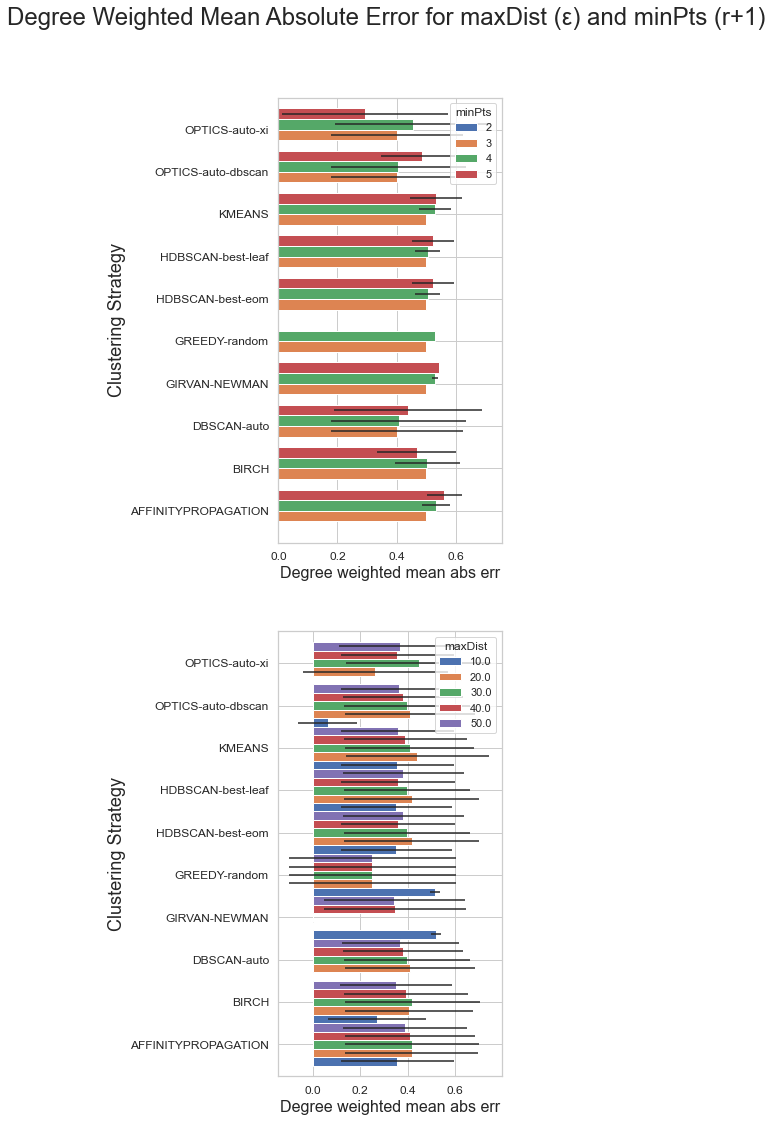 Degree Weighted Mean Absolute Error for maxDist (ε) and minPts (r+1)
minPts
2
3
4
5
OPTICS-auto-xi
OPTICS-auto-dbscan
KMEANS
HDBSCAN-best-leaf
HDBSCAN-best-eom
GREEDY-random
GIRVAN-NEWMAN
DBSCAN-auto
BIRCH
AFFINITYPROPAGATION
Clustering Strategy
0.0 0.2 0.4 0.6
Degree weighted mean abs err
maxDist
10.0
20.0
30.0
40.0
50.0
OPTICS-auto-xi
OPTICS-auto-dbscan
KMEANS
HDBSCAN-best-leaf
HDBSCAN-best-eom
GREEDY-random
GIRVAN-NEWMAN
DBSCAN-auto
BIRCH
AFFINITYPROPAGATION
Clustering Strategy
0.0 0.2 0.4 0.6
Degree weighted mean abs err